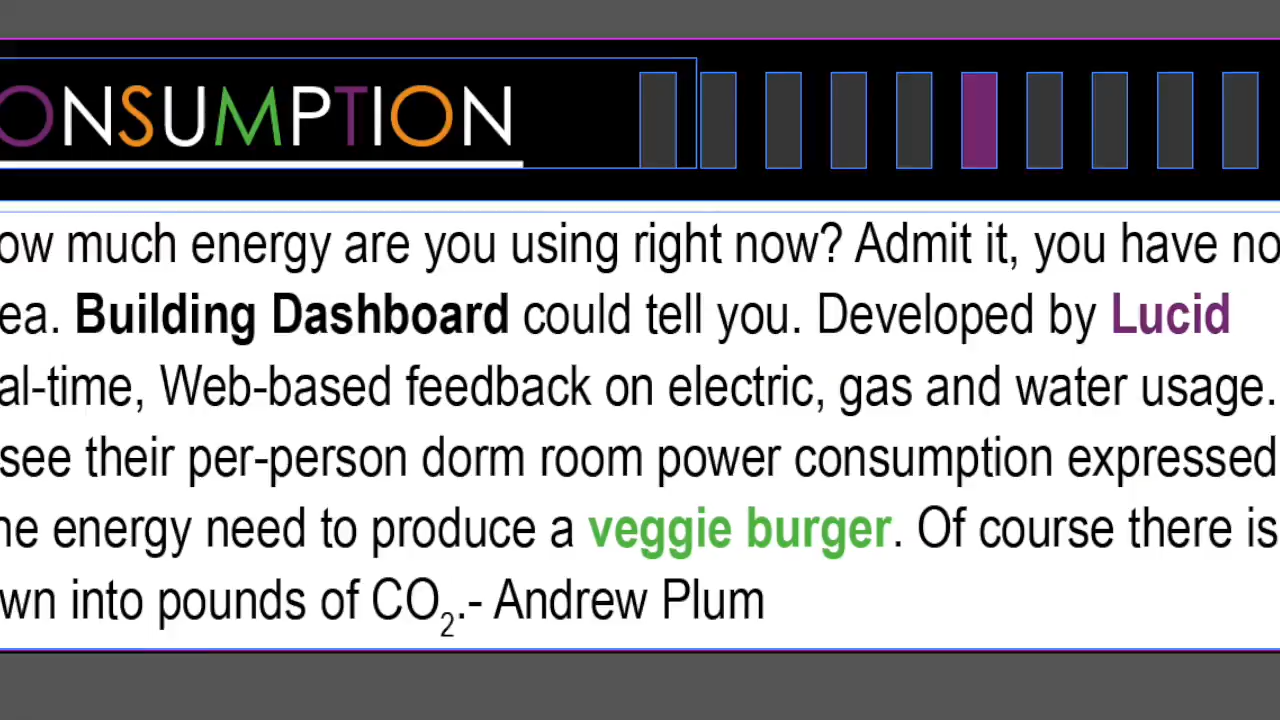 ONSUMPTION
ow much energy are you using right now? Admit it, you have no
ea. Building Dashboard could tell you. Developed by Lucid
al-time, Web-based feedback on electric, gas and water usage.
see their per-person dorm room power consumption expressed
he energy need to produce a veggie burger. Of course there is
wn into pounds of CO₂.- Andrew Plum